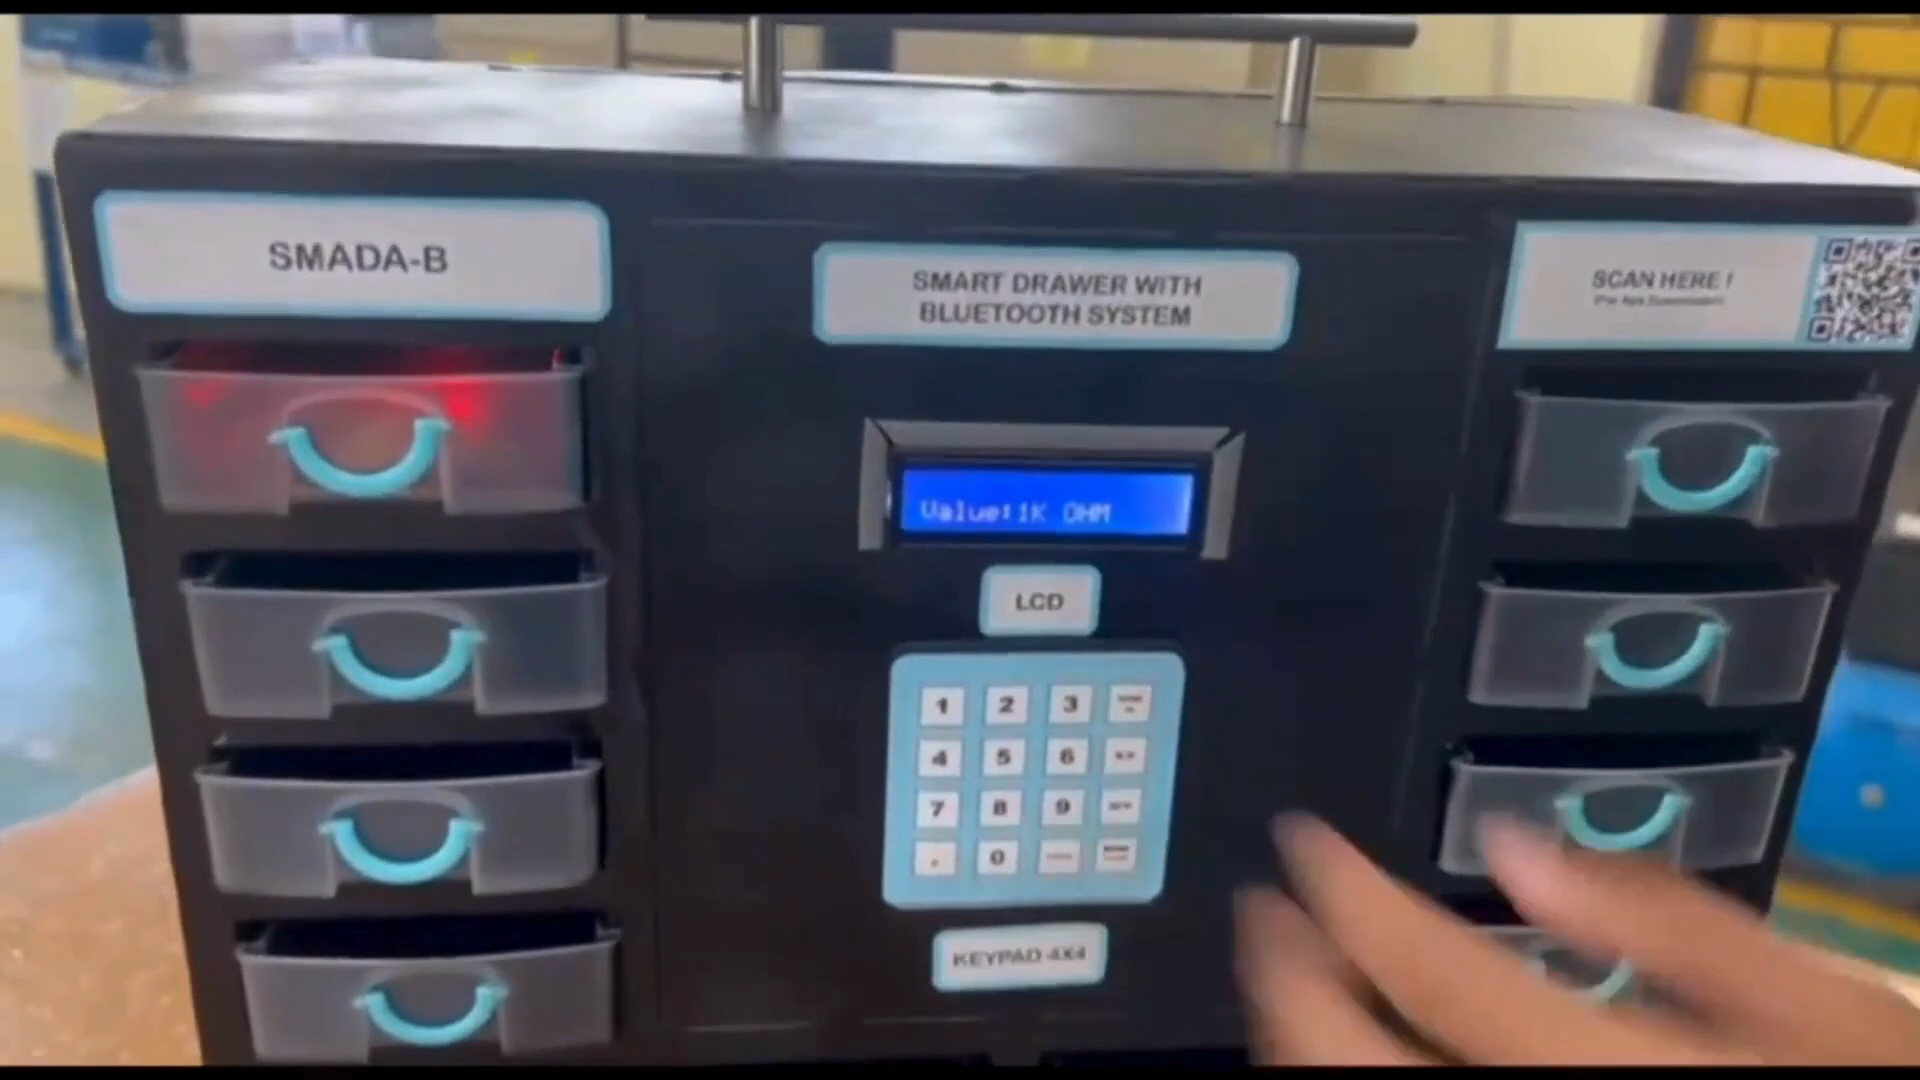 SMADA-B
SMART DRAWER WITH
BLUETOOTH SYSTEM
SCAN HERE !
Value:1K OHM
LCD
1 2 3
4 5 6
7 8 9
. 0
KEYPAD 4X4